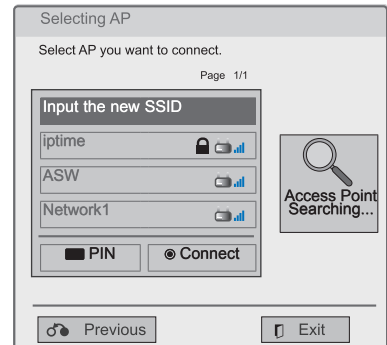 Selecting AP
Select AP you want to connect.
Page 1/1
Input the new SSID
iptime
ASW
Network1
PIN
Connect
Access Point
Searching...
Previous
Exit